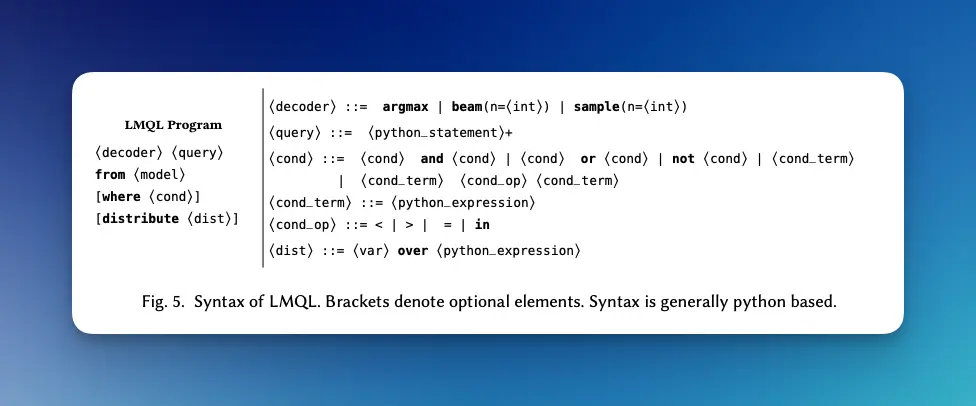 LMQL Program
⟨decoder⟩ ⟨query⟩
from ⟨model⟩
[where ⟨cond⟩]
[distribute ⟨dist⟩]
⟨decoder⟩ ::= argmax | beam(n=⟨int⟩) | sample(n=⟨int⟩)
⟨query⟩ ::= ⟨python_statement⟩+
⟨cond⟩ ::= ⟨cond⟩ and ⟨cond⟩ | ⟨cond⟩ or ⟨cond⟩ | not ⟨cond⟩ | ⟨cond_term⟩
| ⟨cond_term⟩ ⟨cond_op⟩ ⟨cond_term⟩
⟨cond_term⟩ ::= ⟨python_expression⟩
⟨cond_op⟩ ::= < | > | = | in
⟨dist⟩ ::= ⟨var⟩ over ⟨python_expression⟩
Fig. 5. Syntax of LMQL. Brackets denote optional elements. Syntax is generally python based.